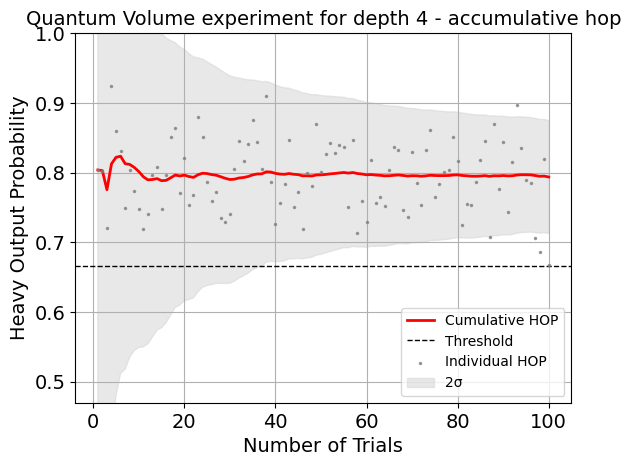 Quantum Volume experiment for depth 4 - accumulative hop
1.0
0.9
0.8
0.7
0.6
0.5
Heavy Output Probability
Cumulative HOP
Threshold
Individual HOP
2σ
0 20 40 60 80 100
Number of Trials